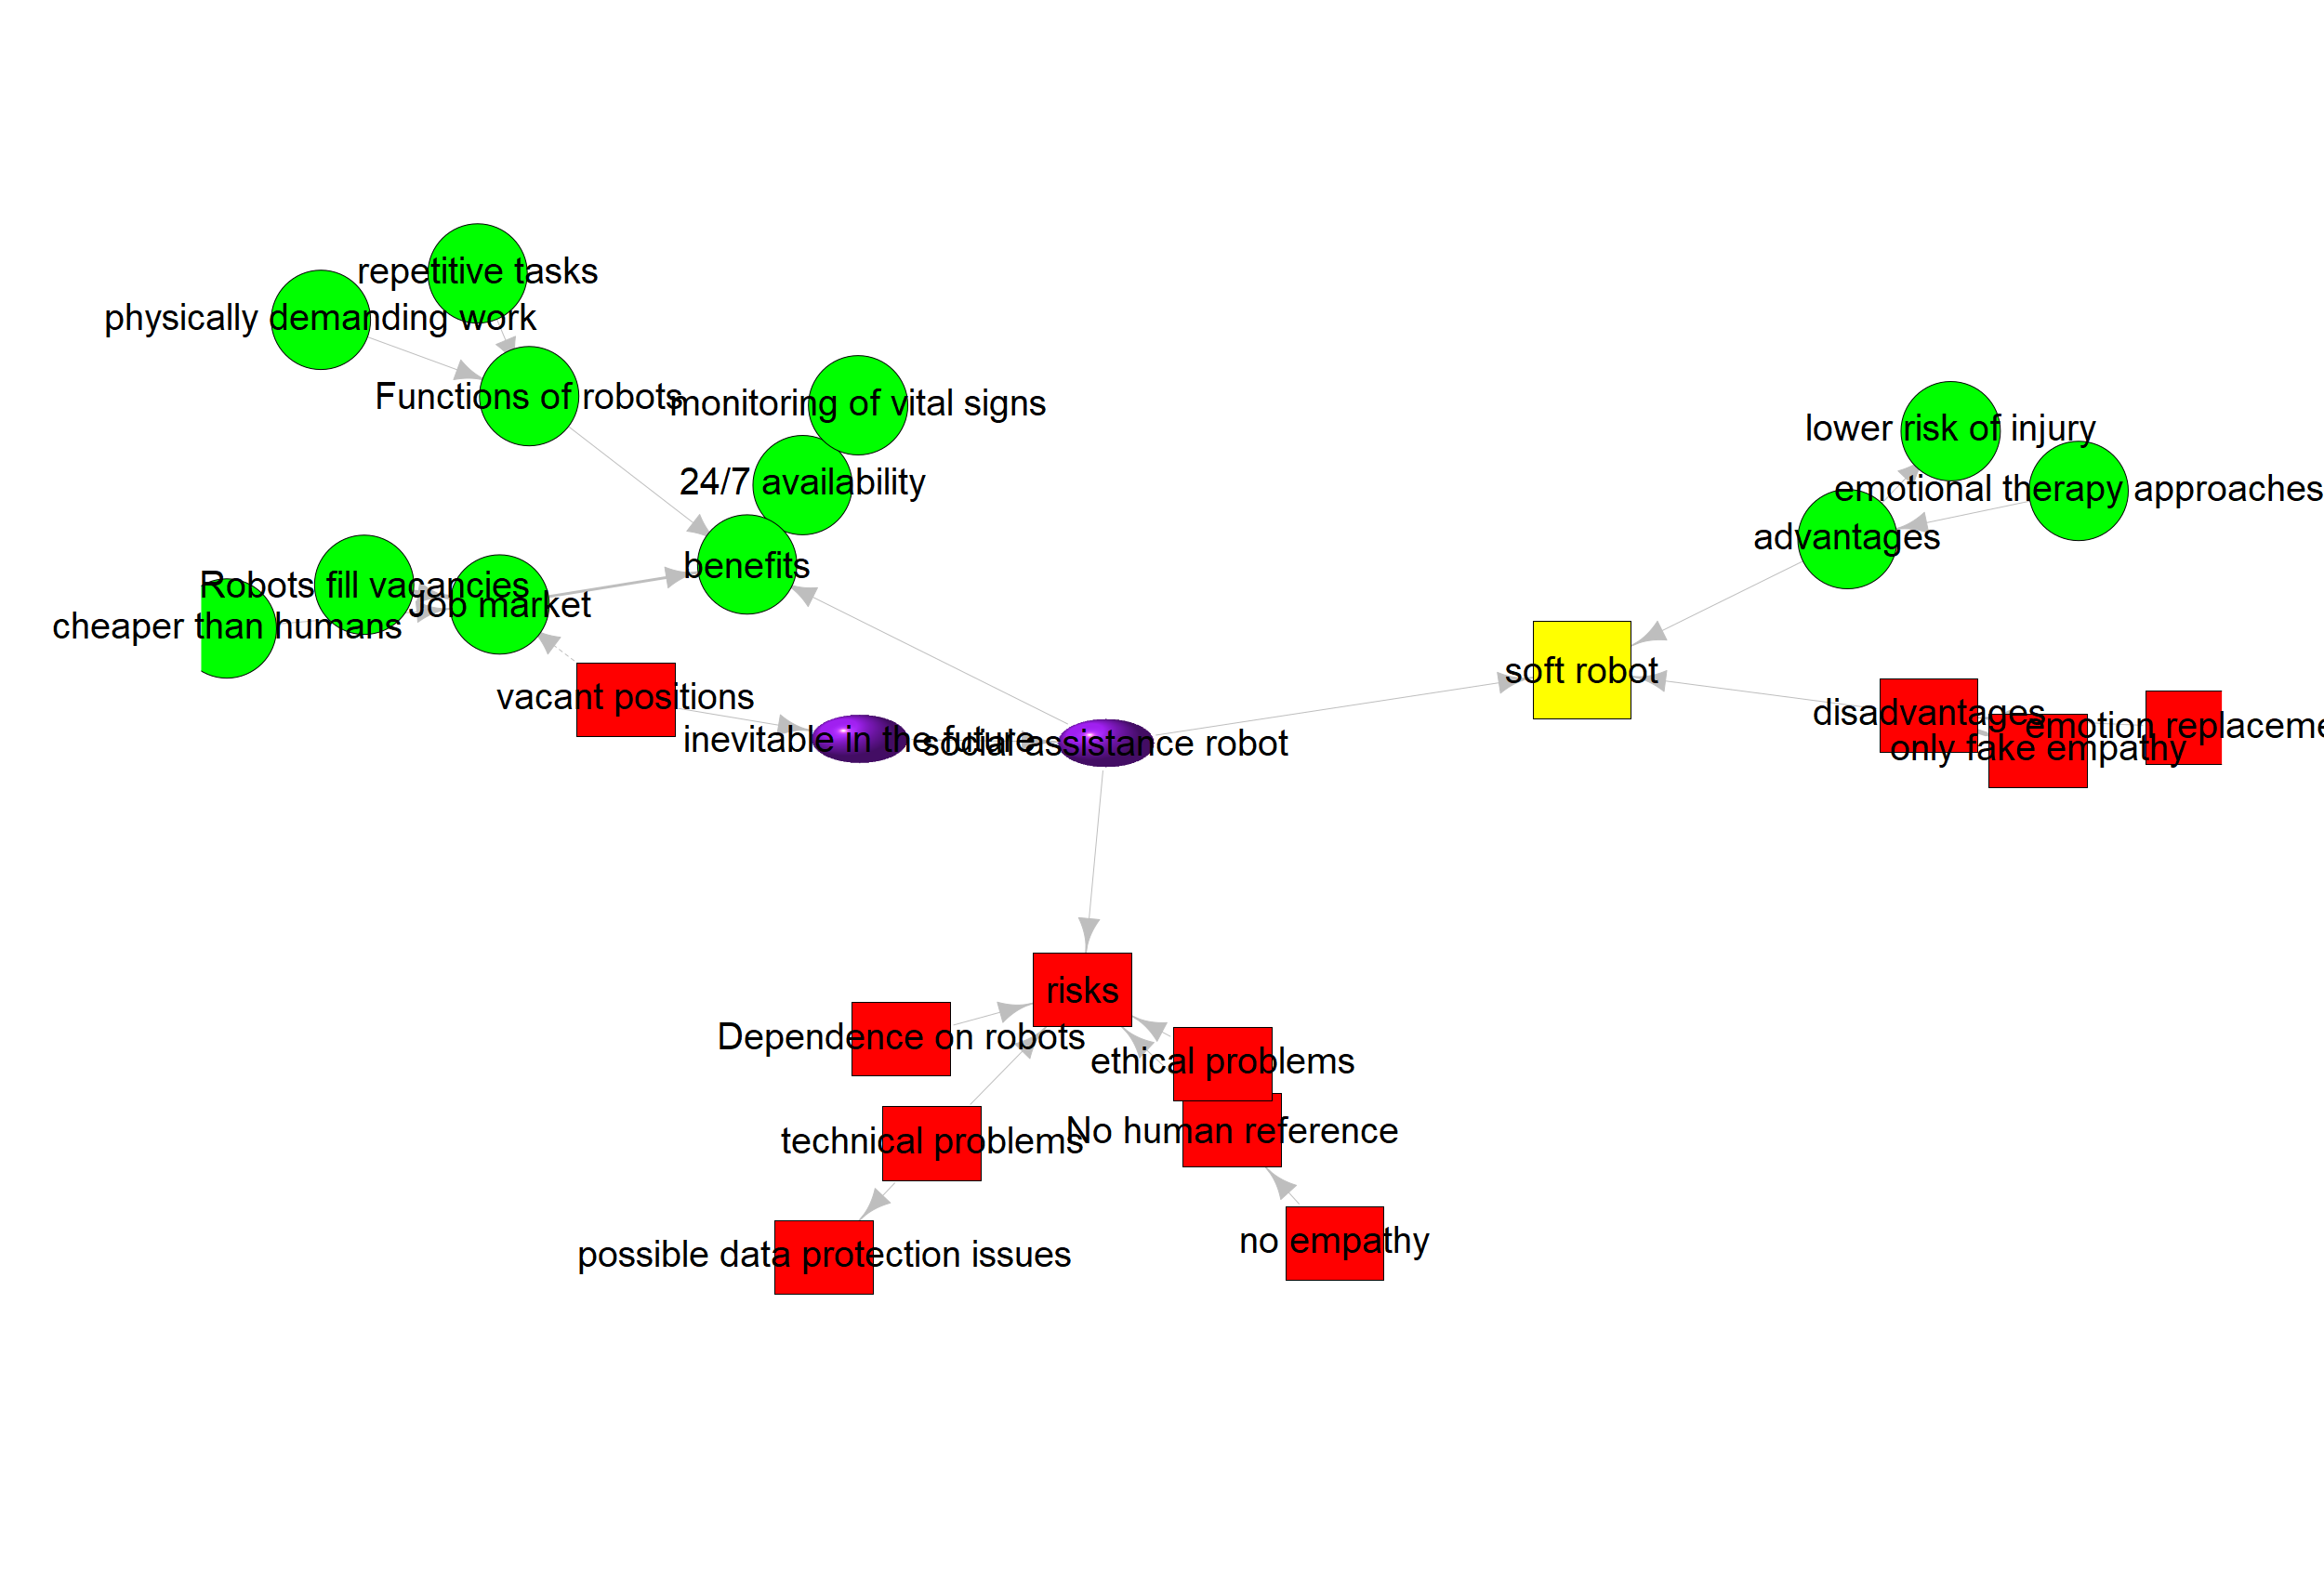 repetitive tasks
physically demanding work
Functions of robots
monitoring of vital signs
24/7 availability
benefits
Robots fill vacancies
Job market
cheaper than humans
vacant positions
inevitable in the future
social assistance robot
lower risk of injury
emotional therapy approaches
advantages
soft robot
disadvantages
emotion replaceme
only fake empathy
risks
Dependence on robots
ethical problems
technical problems
No human reference
possible data protection issues
no empathy